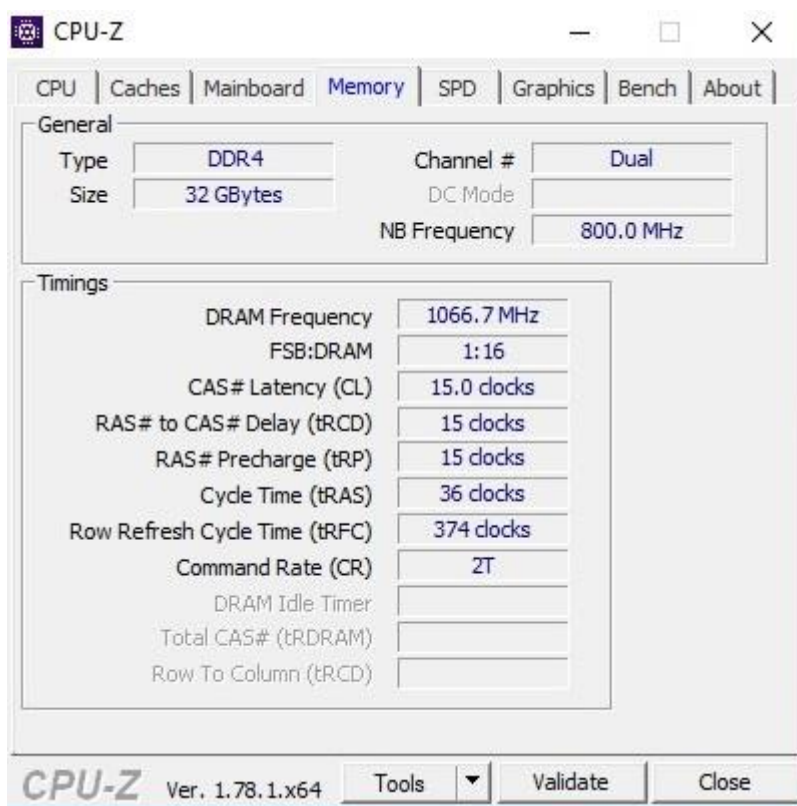 CPU-Z
CPU Caches Mainboard Memory SPD Graphics Bench About
General
Type DDR4 Channel # Dual
Size 32 GBytes DC Mode
NB Frequency 800.0 MHz
Timings
DRAM Frequency 1066.7 MHz
FSB:DRAM 1:16
CAS# Latency (CL) 15.0 clocks
RAS# to CAS# Delay (tRCD) 15 clocks
RAS# Precharge (tRP) 15 clocks
Cycle Time (tRAS) 36 clocks
Row Refresh Cycle Time (tRFC) 374 clocks
Command Rate (CR) 2T
DRAM Idle Timer
Total CAS# (tRDRAM)
Row To Column (tRCD)
CPU-Z Ver. 1.78.1.x64 Tools Validate Close